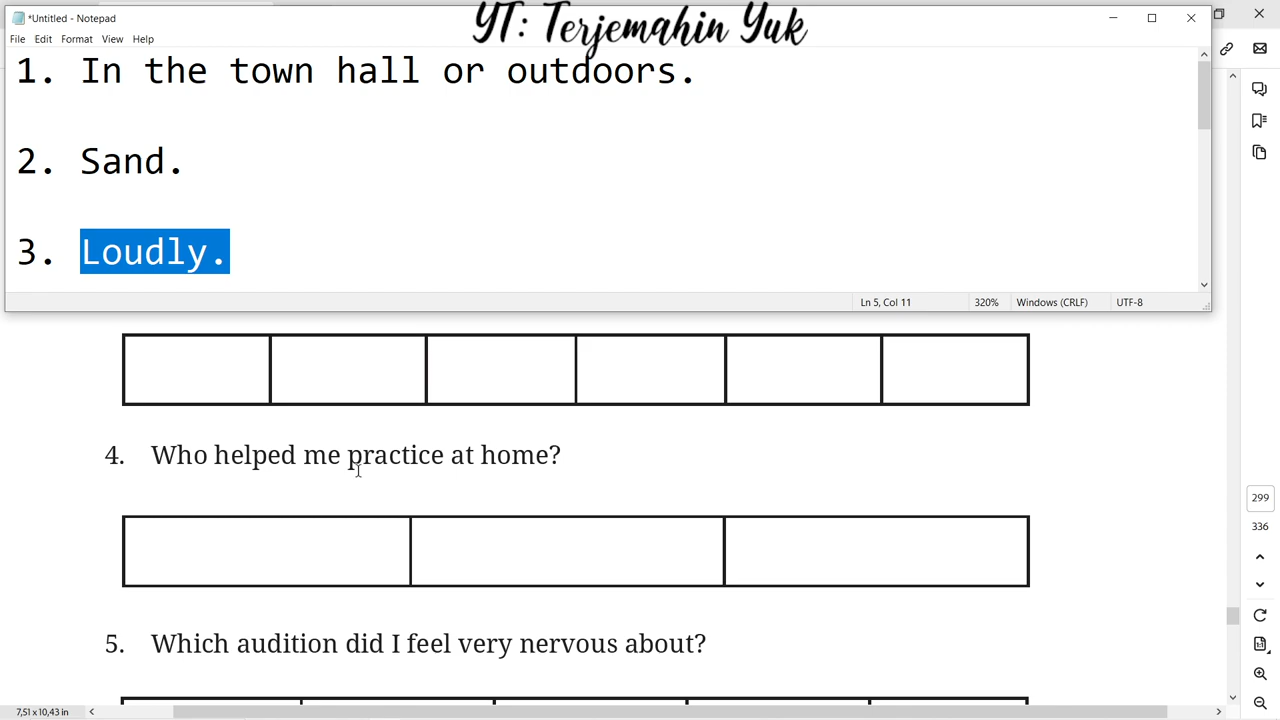 *Untitled - Notepad
YT: Terjemahin Yuk
File Edit Format View Help
1. In the town hall or outdoors.
2. Sand.
3. Loudly.
Ln 5, Col 11 320% Windows (CRLF) UTF-8
4. Who helped me practice at home?
299
336
5. Which audition did I feel very nervous about?
7,51 x 10,43 in